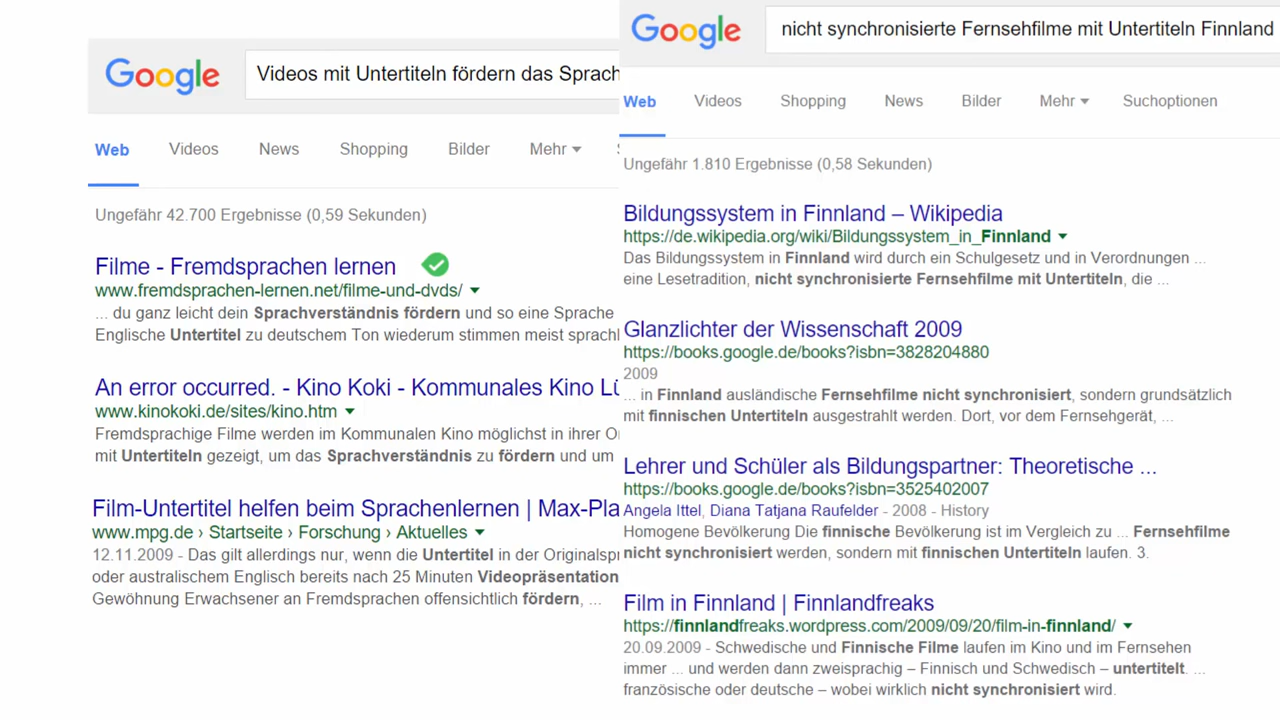 Google
Videos mit Untertiteln fördern das Sprach
Web Videos News Shopping Bilder Mehr
Ungefähr 42.700 Ergebnisse (0,59 Sekunden)
Filme - Fremdsprachen lernen
www.fremdsprachen-lernen.net/filme-und-dvds/
... du ganz leicht dein Sprachverständnis fördern und so eine Sprache
Englische Untertitel zu deutschem Ton wiederum stimmen meist sprachl
An error occurred. - Kino Koki - Kommunales Kino Lü
www.kinokoki.de/sites/kino.htm
Fremdsprachige Filme werden im Kommunalen Kino möglichst in ihrer O
mit Untertiteln gezeigt, um das Sprachverständnis zu fördern und um
Film-Untertitel helfen beim Sprachenlernen | Max-Pla
www.mpg.de › Startseite › Forschung › Aktuelles
12.11.2009 - Das gilt allerdings nur, wenn die Untertitel in der Originalsp
oder australischem Englisch bereits nach 25 Minuten Videopräsentation
Gewöhnung Erwachsener an Fremdsprachen offensichtlich fördern, ...
Google
nicht synchronisierte Fernsehfilme mit Untertiteln Finnland
Web Videos Shopping News Bilder Mehr Suchoptionen
Ungefähr 1.810 Ergebnisse (0,58 Sekunden)
Bildungssystem in Finnland – Wikipedia
https://de.wikipedia.org/wiki/Bildungssystem_in_Finnland
Das Bildungssystem in Finnland wird durch ein Schulgesetz und in Verordnungen ...
eine Lesetradition, nicht synchronisierte Fernsehfilme mit Untertiteln, die ...
Glanzlichter der Wissenschaft 2009
https://books.google.de/books?isbn=3828204880
2009
... in Finnland ausländische Fernsehfilme nicht synchronisiert, sondern grundsätzlich
mit finnischen Untertiteln ausgestrahlt werden. Dort, vor dem Fernsehgerät, ...
Lehrer und Schüler als Bildungspartner: Theoretische ...
https://books.google.de/books?isbn=3525402007
Angela Ittel, Diana Tatjana Raufelder - 2008 - History
Homogene Bevölkerung Die finnische Bevölkerung ist im Vergleich zu ... Fernsehfilme
nicht synchronisiert werden, sondern mit finnischen Untertiteln laufen. 3.
Film in Finnland | Finnlandfreaks
https://finnlandfreaks.wordpress.com/2009/09/20/film-in-finnland/
20.09.2009 - Schwedische und Finnische Filme laufen im Kino und im Fernsehen
immer ... und werden dann zweisprachig – Finnisch und Schwedisch – untertitelt. ...
französische oder deutsche – wobei wirklich nicht synchronisiert wird.